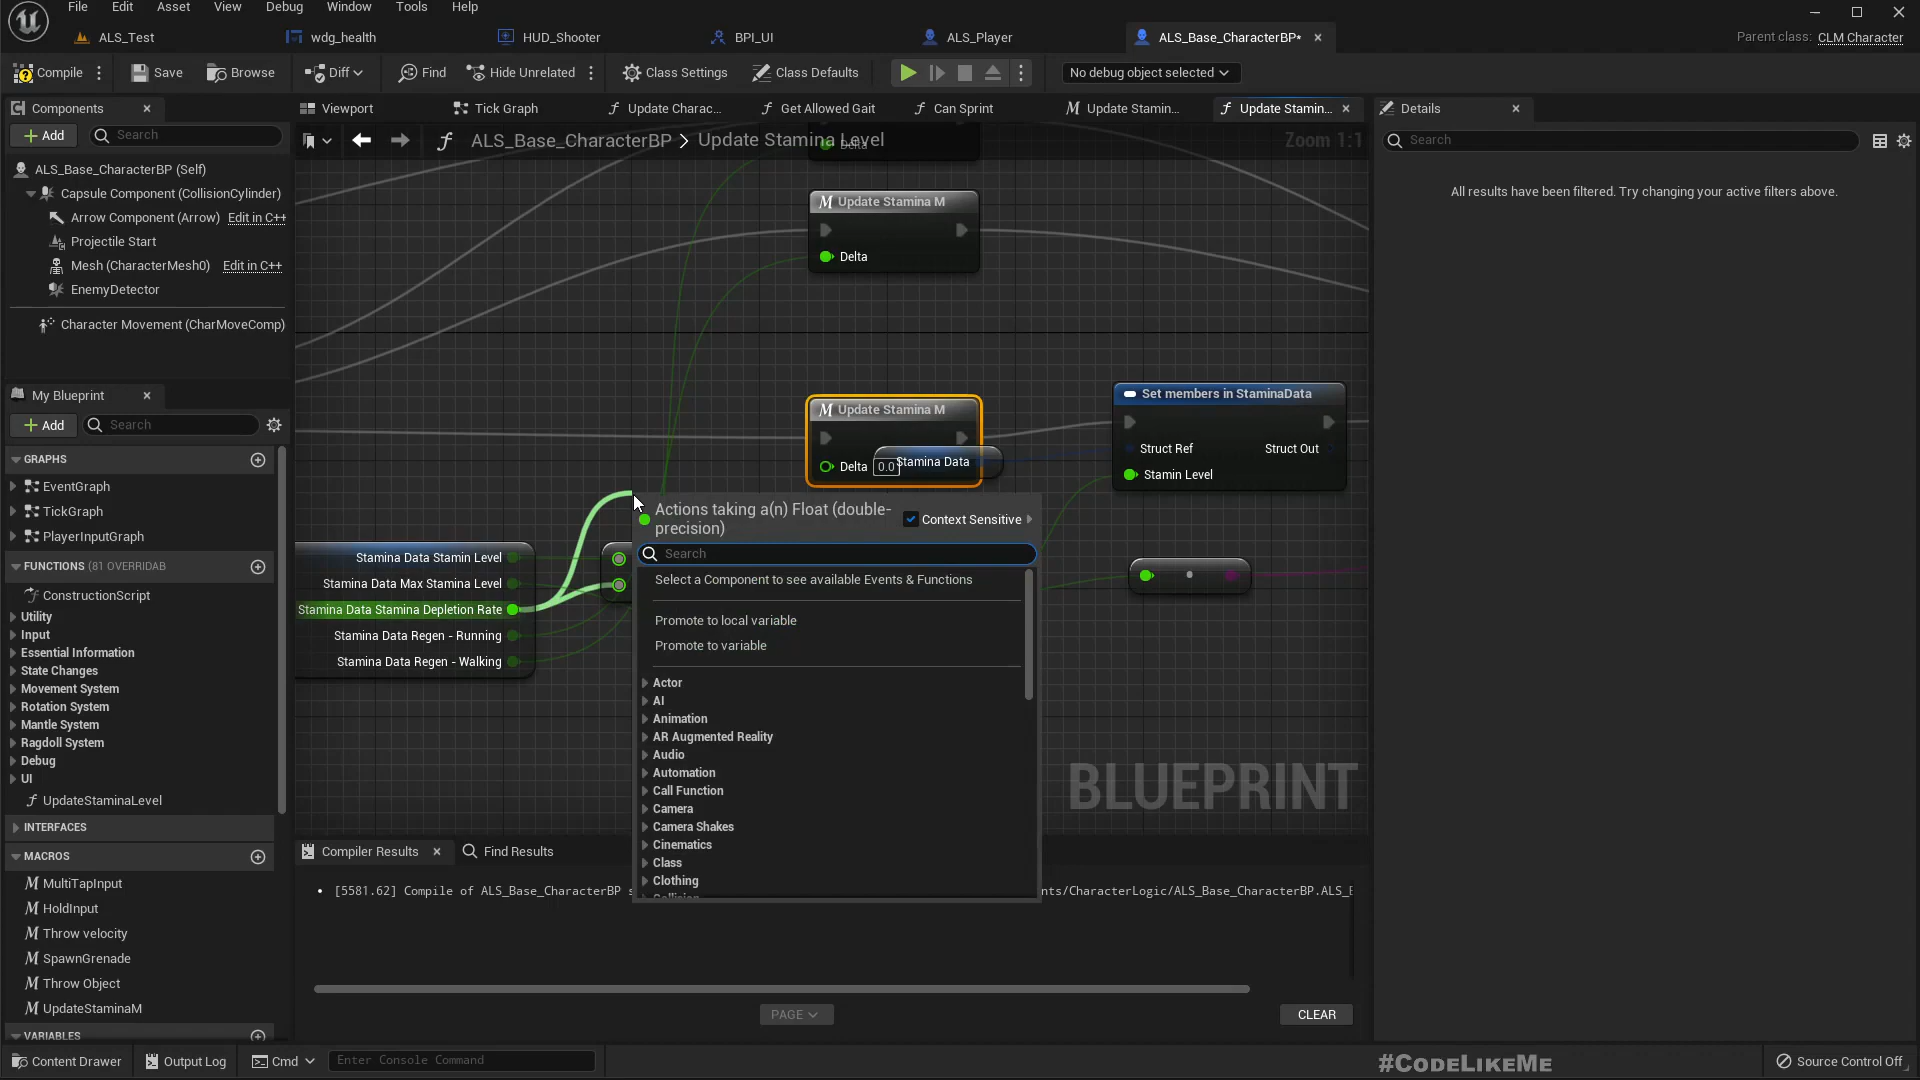 File Edit Asset View Debug Window Tools Help
ALS_Test wdg_health HUD_Shooter BPI_UI ALS_Player ALS_Base_CharacterBP*
Parent class: CLM Character
Compile Save Browse Diff Find Hide Unrelated Class Settings Class Defaults No debug object selected
Components
Viewport Tick Graph Update Charac... Get Allowed Gait Can Sprint Update Stamin... Update Stamin...
Details
Add Search
ALS_Base_CharacterBP > Update Stamina Level
Zoom 1:1
Search
All results have been filtered. Try changing your active filters above.
ALS_Base_CharacterBP (Self)
Capsule Component (CollisionCylinder)
Arrow Component (Arrow) Edit in C++
Projectile Start
Mesh (CharacterMesh0) Edit in C++
EnemyDetector
Character Movement (CharMoveComp)
Delta
Update Stamina M
Delta
Update Stamina M
Delta 0.0
Stamina Data
Set members in StaminaData
Struct Ref Struct Out
Stamin Level
Stamina Data Stamin Level
Stamina Data Max Stamina Level
Stamina Data Stamina Depletion Rate
Stamina Data Regen - Running
Stamina Data Regen - Walking
Actions taking a(n) Float (double-
precision)
Context Sensitive
Search
Select a Component to see available Events & Functions
Promote to local variable
Promote to variable
Actor
AI
Animation
AR Augmented Reality
Audio
Automation
Call Function
Camera
Camera Shakes
Cinematics
Class
Clothing
BLUEPRINT
My Blueprint
Add Search
GRAPHS
EventGraph
TickGraph
PlayerInputGraph
FUNCTIONS (81 OVERRIDAB
ConstructionScript
Utility
Input
Essential Information
State Changes
Movement System
Rotation System
Mantle System
Ragdoll System
Debug
UI
UpdateStaminaLevel
INTERFACES
MACROS
MultiTapInput
HoldInput
Throw velocity
SpawnGrenade
Throw Object
UpdateStaminaM
VARIABLES
Compiler Results Find Results
[5581.62] Compile of ALS_Base_CharacterBP s nts/CharacterLogic/ALS_Base_CharacterBP.ALS_B
PAGE
CLEAR
Content Drawer Output Log Cmd Enter Console Command
#CODELIKEME
Source Control Off